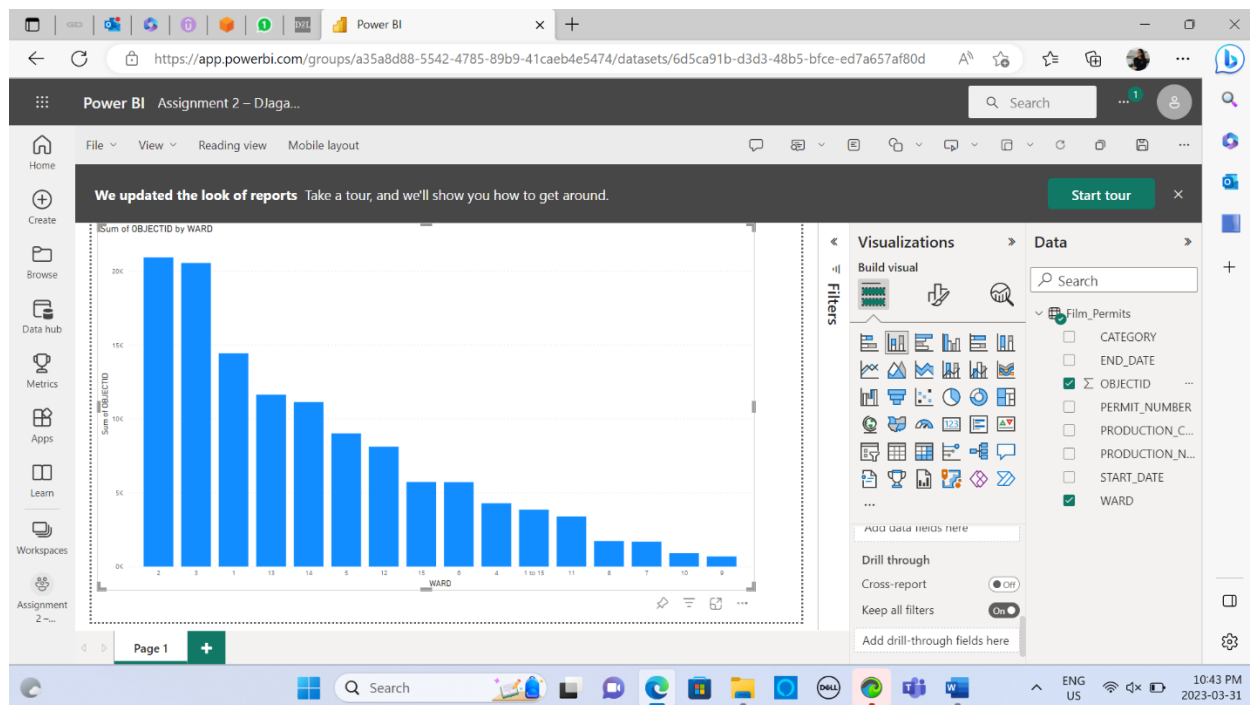 Power BI
https://app.powerbi.com/groups/a35a8d88-5542-4785-89b9-41caeb4e5474/datasets/6d5ca91b-d3d3-48b5-bfce-ed7a657af80d
Power BI Assignment 2 – DJaga...
Search
1
File View Reading view Mobile layout
We updated the look of reports Take a tour, and we'll show you how to get around.
Start tour
Home
Create
Browse
Data hub
Metrics
Apps
Learn
Workspaces
Assignment
2 –...
Sum of OBJECTID by WARD
Sum of OBJECTID
20K
15K
10K
5K
0K
2 3 1 13 14 5 12 15 6 4 1 to 15 11 8 7 10 9
WARD
Page 1
Filters
Visualizations
Build visual
123
...
Add data fields here
Drill through
Cross-report
Off
Keep all filters
On
Add drill-through fields here
Data
Search
Film_Permits
CATEGORY
END_DATE
OBJECTID
PERMIT_NUMBER
PRODUCTION_C...
PRODUCTION_N...
START_DATE
WARD
Search
DELL
ENG
US
10:43 PM
2023-03-31